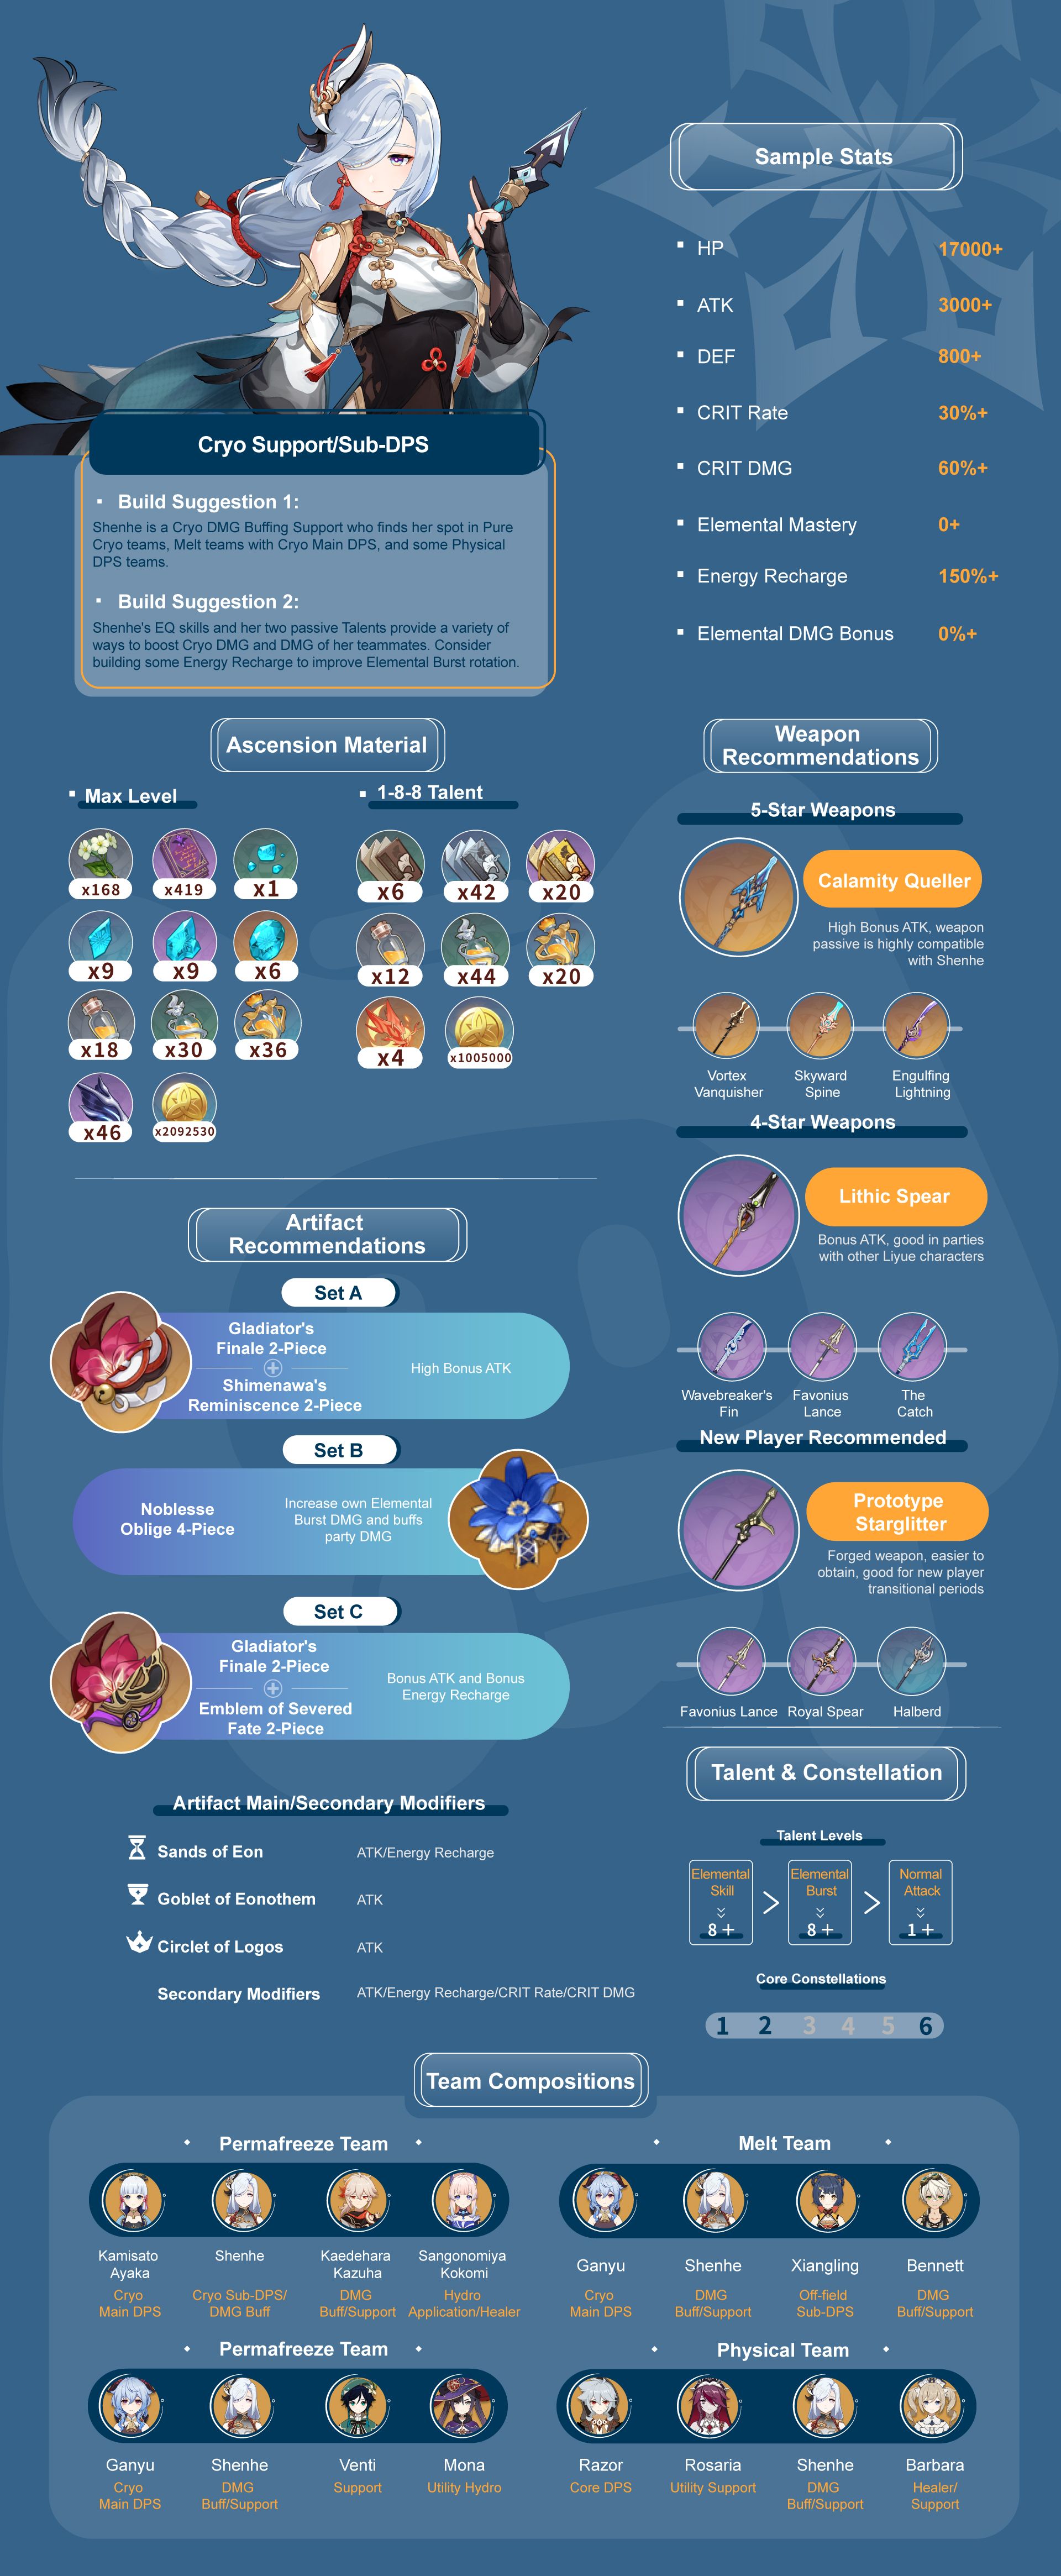 Sample Stats
HP 17000+
ATK 3000+
DEF 800+
CRIT Rate 30%+
CRIT DMG 60%+
Elemental Mastery 0+
Energy Recharge 150%+
Elemental DMG Bonus 0%+
Cryo Support/Sub-DPS
Build Suggestion 1:
Shenhe is a Cryo DMG Buffing Support who finds her spot in Pure
Cryo teams, Melt teams with Cryo Main DPS, and some Physical
DPS teams.
Build Suggestion 2:
Shenhe's EQ skills and her two passive Talents provide a variety of
ways to boost Cryo DMG and DMG of her teammates. Consider
building some Energy Recharge to improve Elemental Burst rotation.
Ascension Material
Max Level
x168 x419 x1
x9 x9 x6
x18 x30 x36
x46 x2092530
1-8-8 Talent
x6 x42 x20
x12 x44 x20
x4 x1005000
Weapon
Recommendations
5-Star Weapons
Calamity Queller
High Bonus ATK, weapon
passive is highly compatible
with Shenhe
Vortex
Vanquisher
Skyward
Spine
Engulfing
Lightning
4-Star Weapons
Lithic Spear
Bonus ATK, good in parties
with other Liyue characters
Wavebreaker's
Fin
Favonius
Lance
The
Catch
New Player Recommended
Prototype
Starglitter
Forged weapon, easier to
obtain, good for new player
transitional periods
Favonius Lance
Royal Spear
Halberd
Artifact
Recommendations
Set A
Gladiator's
Finale 2-Piece
Shimenawa's
Reminiscence 2-Piece
High Bonus ATK
Set B
Noblesse
Oblige 4-Piece
Increase own Elemental
Burst DMG and buffs
party DMG
Set C
Gladiator's
Finale 2-Piece
Emblem of Severed
Fate 2-Piece
Bonus ATK and Bonus
Energy Recharge
Artifact Main/Secondary Modifiers
Sands of Eon ATK/Energy Recharge
Goblet of Eonothem ATK
Circlet of Logos ATK
Secondary Modifiers ATK/Energy Recharge/CRIT Rate/CRIT DMG
Talent & Constellation
Talent Levels
Elemental
Skill
8 +
>
Elemental
Burst
8 +
>
Normal
Attack
1 +
Core Constellations
1 2 3 4 5 6
Team Compositions
Permafreeze Team
Kamisato
Ayaka
Cryo
Main DPS
Shenhe
Cryo Sub-DPS/
DMG Buff
Kaedehara
Kazuha
DMG
Buff/Support
Sangonomiya
Kokomi
Hydro
Application/Healer
Melt Team
Ganyu
Cryo
Main DPS
Shenhe
DMG
Buff/Support
Xiangling
Off-field
Sub-DPS
Bennett
DMG
Buff/Support
Permafreeze Team
Ganyu
Cryo
Main DPS
Shenhe
DMG
Buff/Support
Venti
Support
Mona
Utility Hydro
Physical Team
Razor
Core DPS
Rosaria
Utility Support
Shenhe
DMG
Buff/Support
Barbara
Healer/
Support